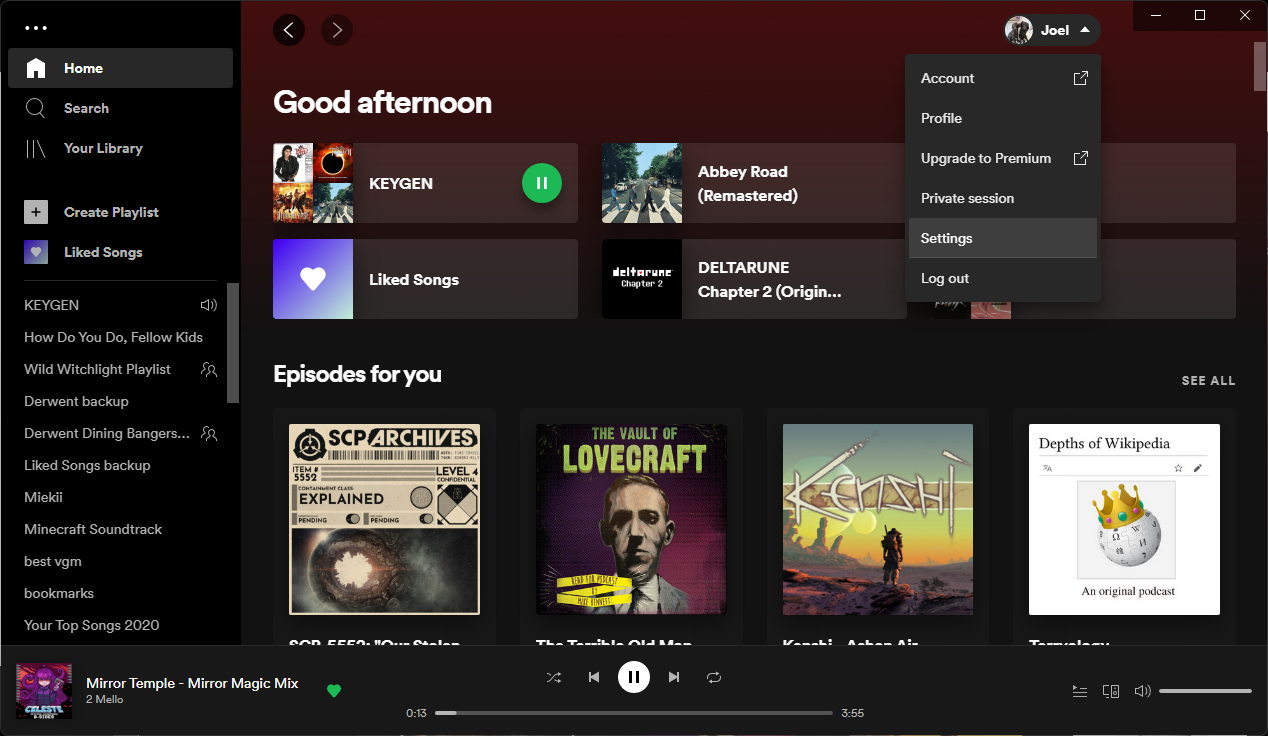 Home
Search
Your Library
Create Playlist
Liked Songs
KEYGEN
How Do You Do, Fellow Kids
Wild Witchlight Playlist
Derwent backup
Derwent Dining Bangers...
Liked Songs backup
Miekii
Minecraft Soundtrack
best vgm
bookmarks
Your Top Songs 2020
Joel
Account
Profile
Upgrade to Premium
Private session
Settings
Log out
Good afternoon
KEYGEN
Abbey Road
(Remastered)
Liked Songs
deltarune
Chapter 2
DELTARUNE
Chapter 2 (Origin...
Episodes for you
SEE ALL
SCP ARCHIVES
ITEM #
5552
LEVEL 4
CONFIDENTIAL
CONTAINMENT CLASS:
EXPLAINED
PENDING
PENDING
THE VAULT OF
LOVECRAFT
READ FOR PODCAST
BY
MIKE BENNETT
KENSHI
Depths of Wikipedia
An original podcast
SCP-5552: "Our Stolen
The Terrible Old Man
Kenshi - Ashen Air
Terryology
CELESTE
B-SIDES
Mirror Temple - Mirror Magic Mix
2 Mello
0:13
3:55